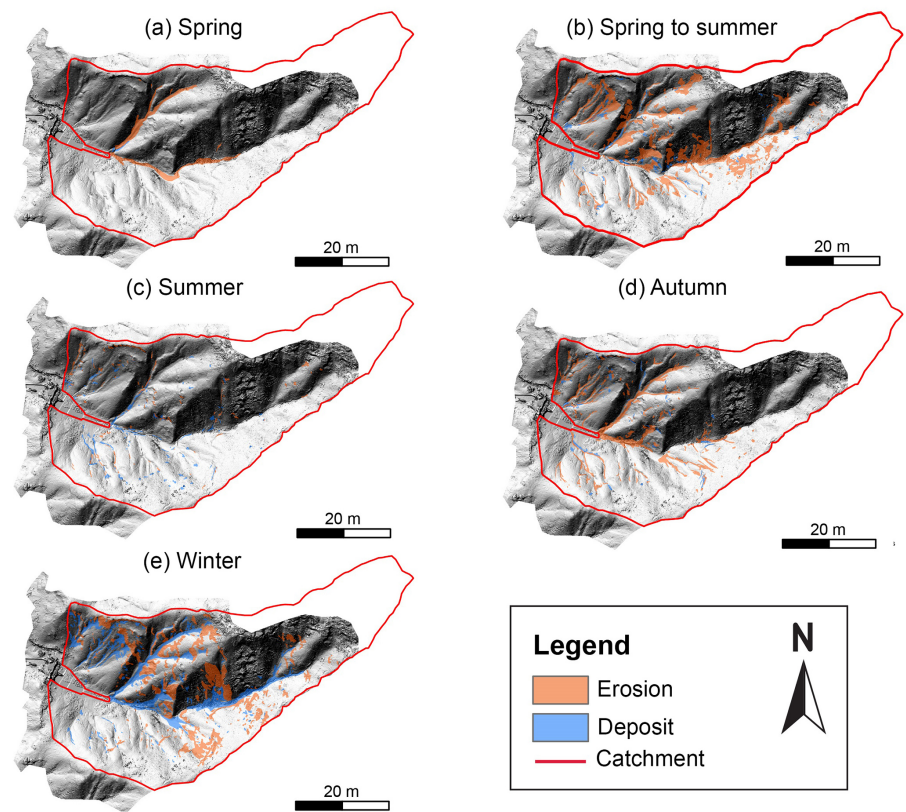 (a) Spring
(b) Spring to summer
20 m
20 m
(c) Summer
(d) Autumn
20 m
20 m
(e) Winter
20 m
Legend
Erosion
Deposit
Catchment
N